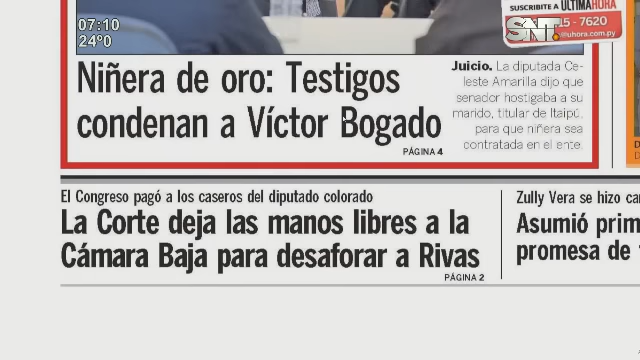 07:10
24º0
SUSCRIBITE A ÚLTIMAHORA
SNT.
15 - 7620
@uhora.com.py
Niñera de oro: Testigos
condenan a Víctor Bogado
PÁGINA 4
Juicio. La diputada Ce-
leste Amarilla dijo que
senador hostigaba a su
marido, titular de Itaipú,
para que niñera sea
contratada en el ente.
El Congreso pagó a los caseros del diputado colorado
La Corte deja las manos libres a la
Cámara Baja para desaforar a Rivas
PÁGINA 2
Zully Vera se hizo ca
Asumió prim
promesa de